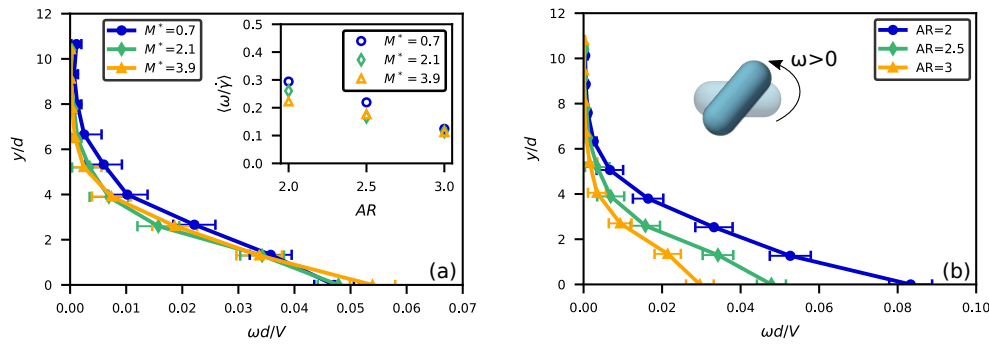 M* = 0.7
M* = 2.1
M* = 3.9
y/d
12
10
8
6
4
2
0
0.00 0.01 0.02 0.03 0.04 0.05 0.06 0.07
ωd/V
(a)
⟨ω/γ̇⟩
0.5
0.4
0.3
0.2
0.1
0.0
2.0 2.5 3.0
AR
M* = 0.7
M* = 2.1
M* = 3.9
y/d
12
10
8
6
4
2
0
0.00 0.02 0.04 0.06 0.08 0.10
ωd/V
(b)
ω>0
AR=2
AR=2.5
AR=3